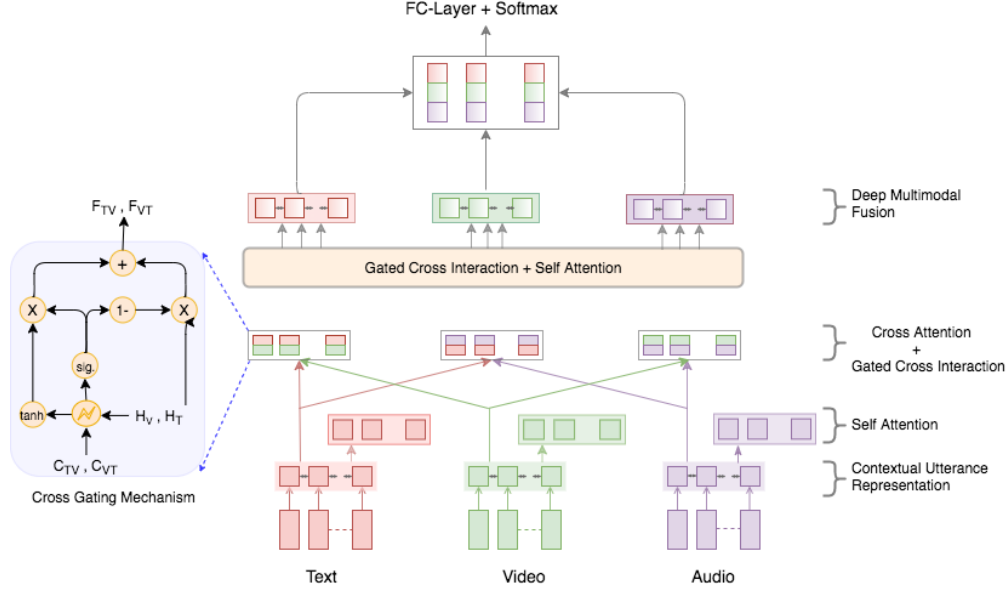 FC-Layer + Softmax
Deep Multimodal
Fusion
F_TV , F_VT
+
Gated Cross Interaction + Self Attention
X
1-
X
Cross Attention
+
Gated Cross Interaction
sig.
tanh
H_V , H_T
Self Attention
C_TV , C_VT
Contextual Utterance
Representation
Cross Gating Mechanism
Text
Video
Audio